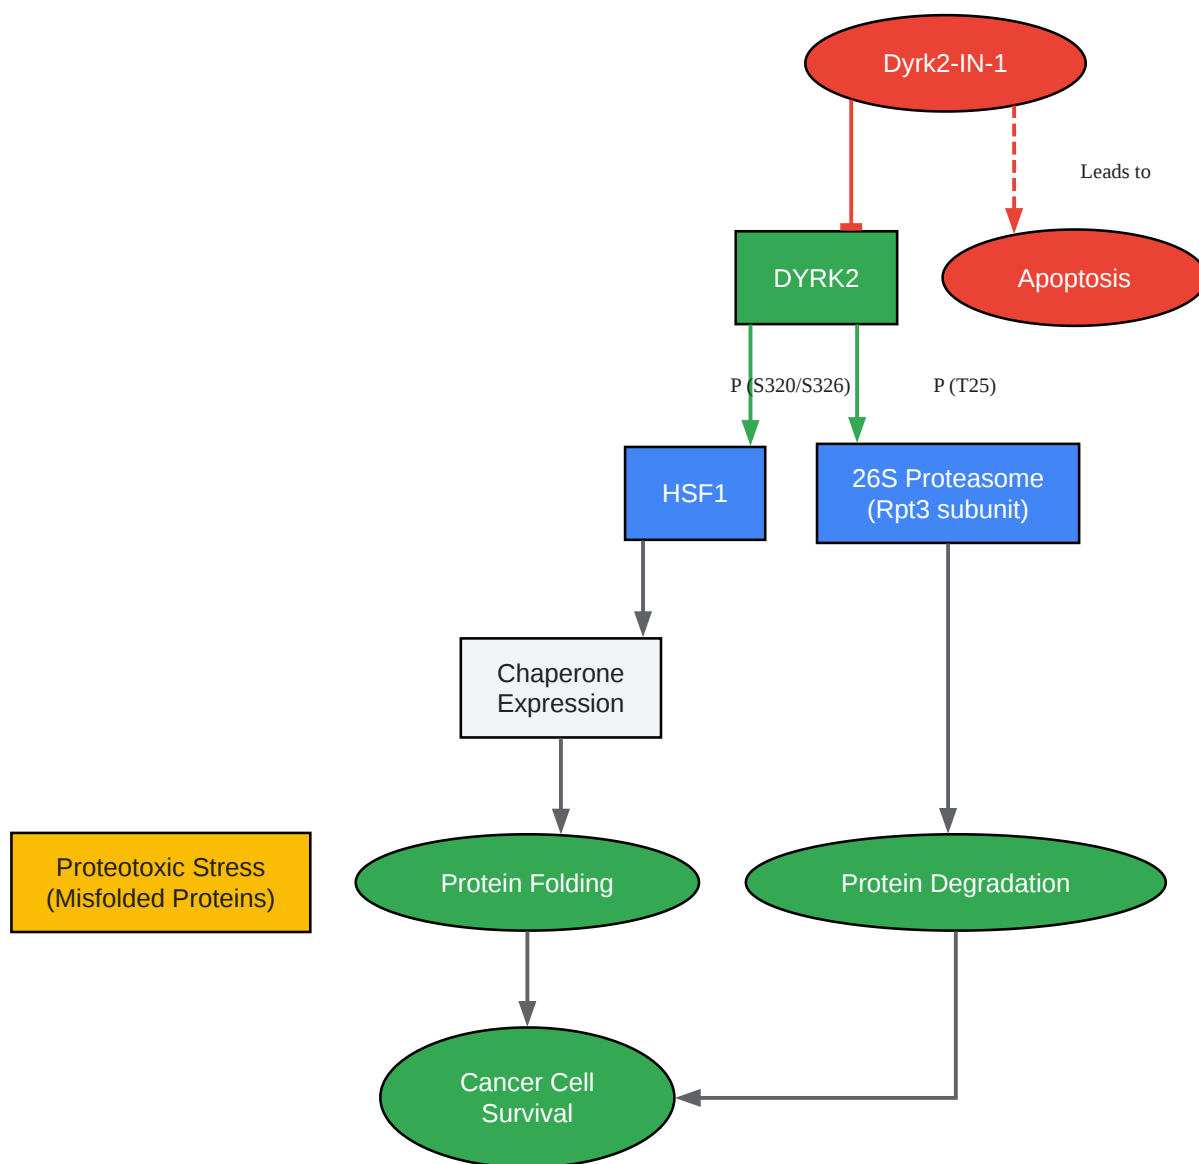 Dyrk2-IN-1
Leads to
DYRK2
Apoptosis
P (S320/S326)
P (T25)
HSF1
26S Proteasome
(Rpt3 subunit)
Chaperone
Expression
Proteotoxic Stress
(Misfolded Proteins)
Protein Folding
Protein Degradation
Cancer Cell
Survival